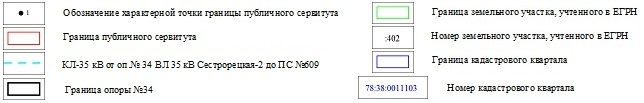 1 Обозначение характерной точки границы публичного сервитута
Граница публичного сервитута
КЛ-35 кВ от оп № 34 ВЛ 35 кВ Сестрорецкая-2 до ПС №609
Граница опоры №34
Граница земельного участка, учтенного в ЕГРН
:402 Номер земельного участка, учтенного в ЕГРН
Граница кадастрового квартала
78:38:0011103 Номер кадастрового квартала